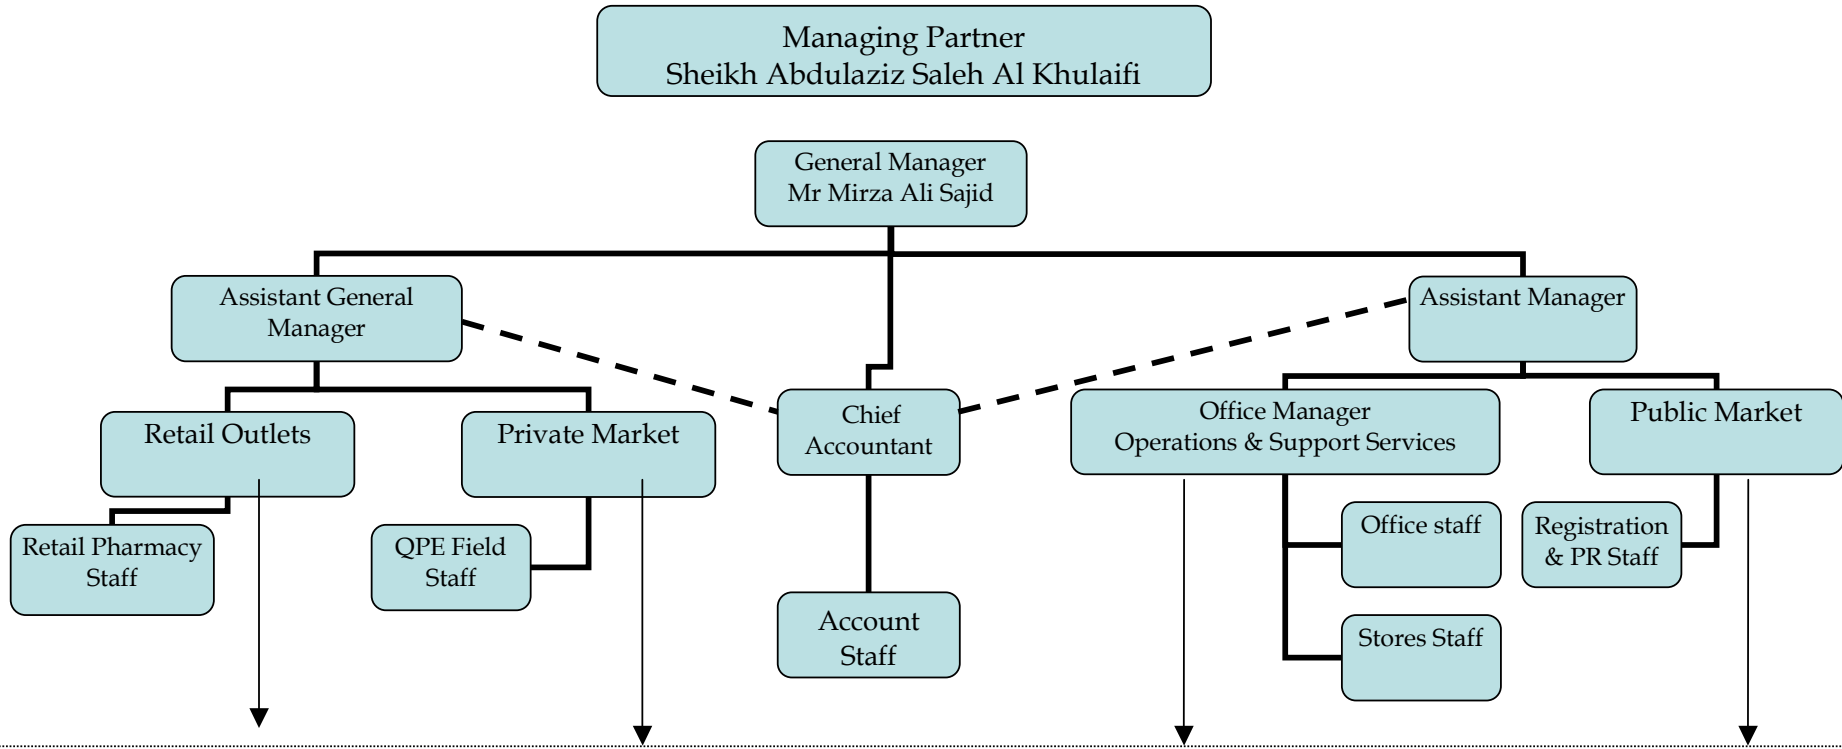 Managing Partner
Sheikh Abdulaziz Saleh Al Khulaifi
General Manager
Mr Mirza Ali Sajid
Assistant General
Manager
Assistant Manager
Retail Outlets
Private Market
Chief
Accountant
Office Manager
Operations & Support Services
Public Market
Retail Pharmacy
Staff
QPE Field
Staff
Account
Staff
Office staff
Registration
& PR Staff
Stores Staff